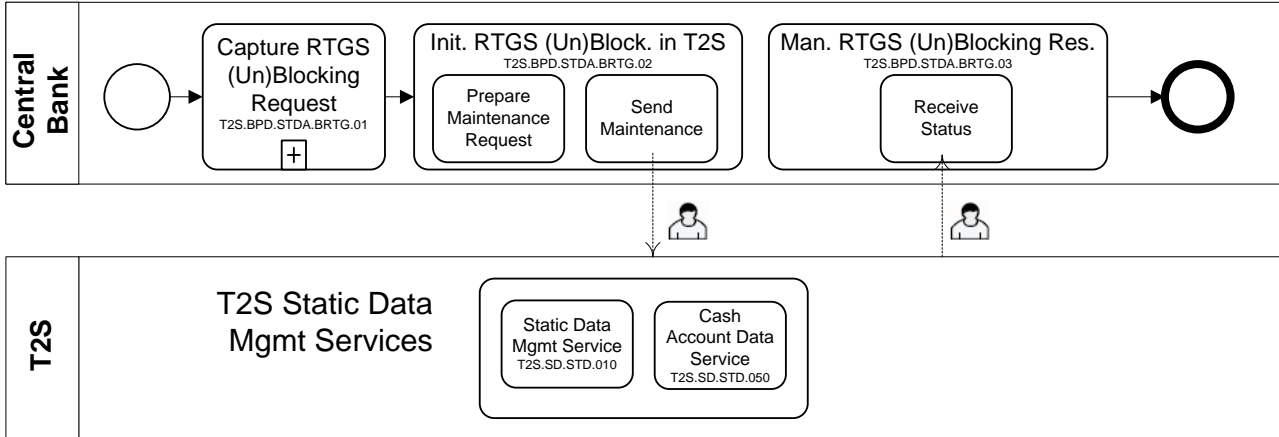 Central
Bank
Capture RTGS
(Un)Blocking
Request
T2S.BPD.STDA.BRTG.01
+
Init. RTGS (Un)Block. in T2S
T2S.BPD.STDA.BRTG.02
Prepare
Maintenance
Request
Send
Maintenance
Man. RTGS (Un)Blocking Res.
T2S.BPD.STDA.BRTG.03
Receive
Status
T2S
T2S Static Data
Mgmt Services
Static Data
Mgmt Service
T2S.SD.STD.010
Cash
Account Data
Service
T2S.SD.STD.050